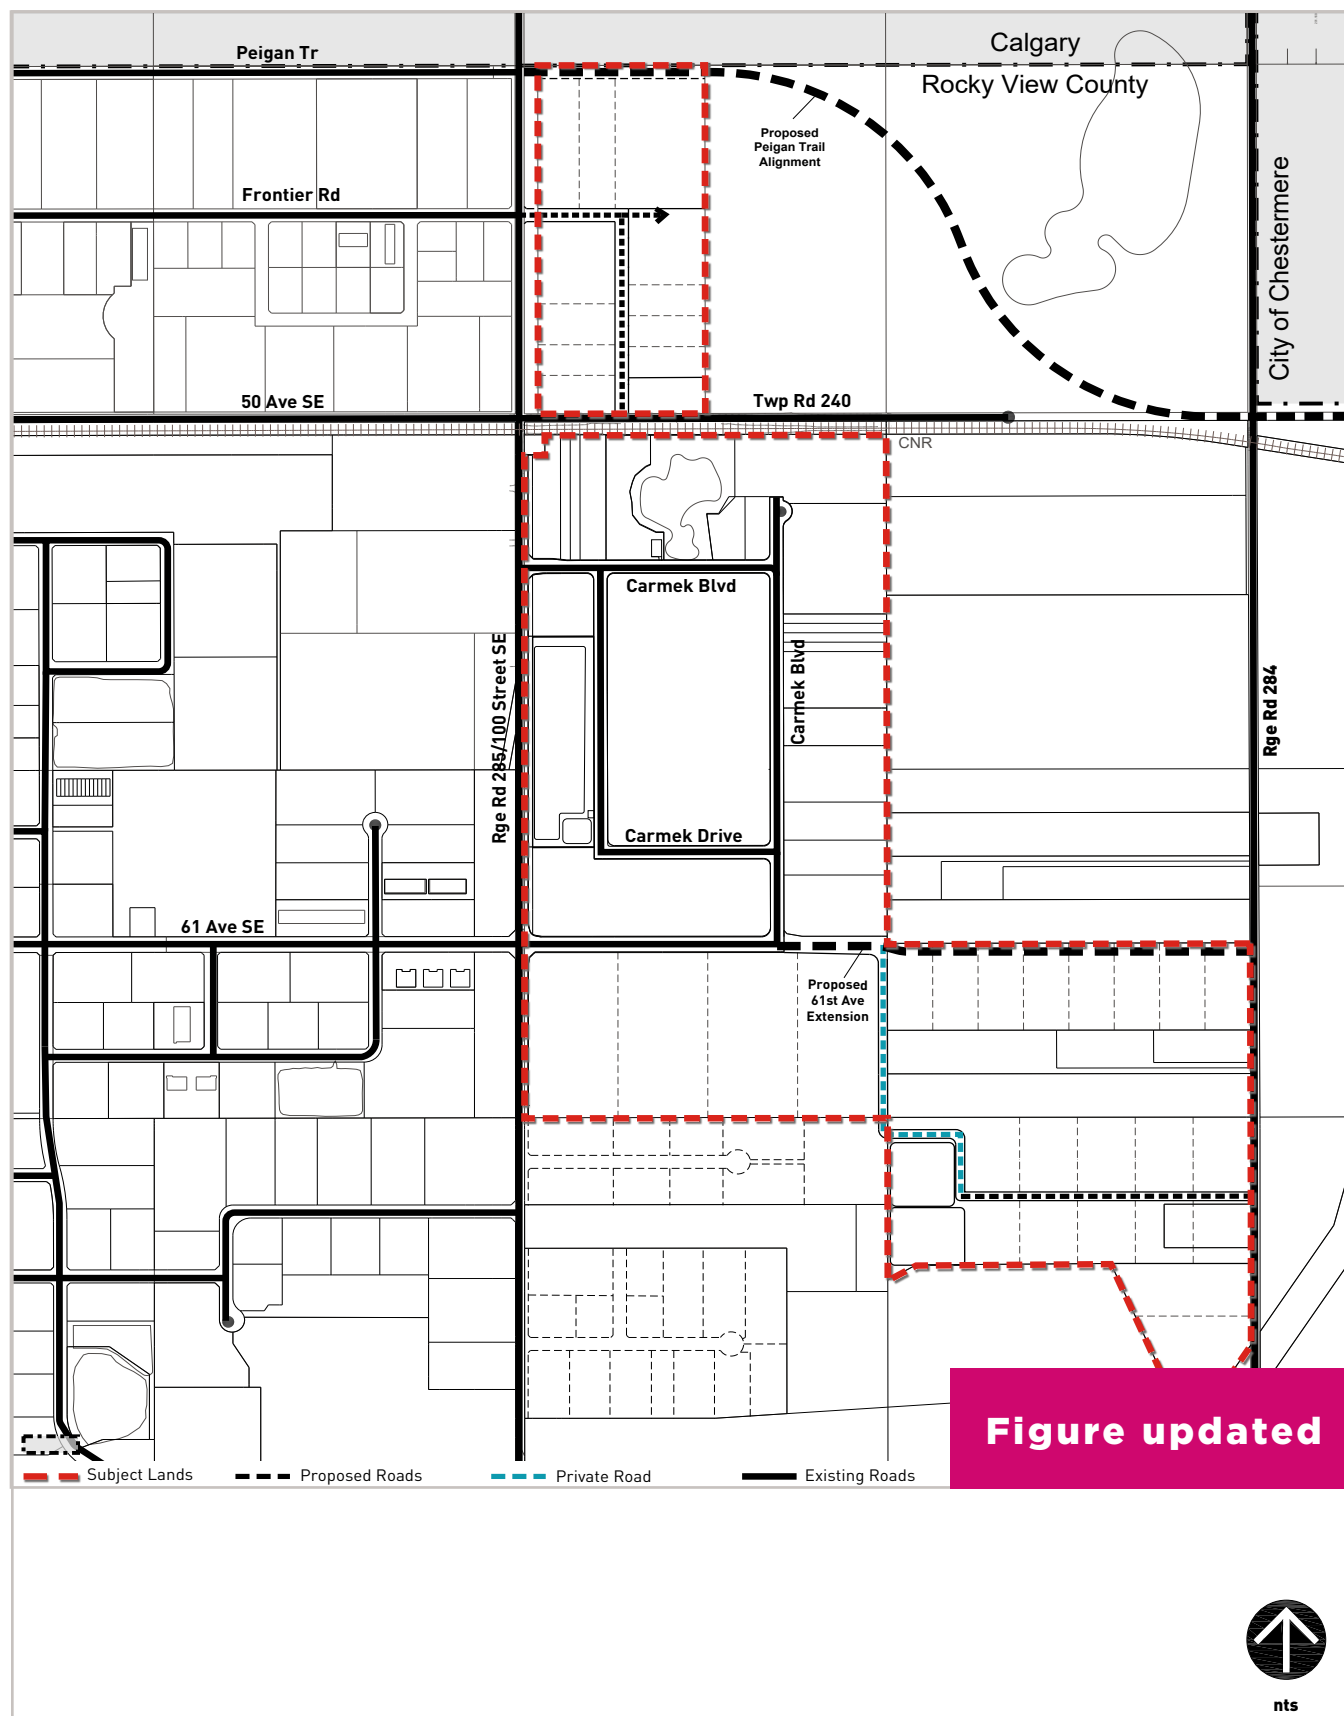 Calgary
Peigan Tr
Rocky View County
Proposed
Peigan Trail
Alignment
City of Chestermere
Frontier Rd
50 Ave SE
Twp Rd 240
CNR
Carmek Blvd
Rge Rd 285/100 Street SE
Carmek Blvd
Rge Rd 284
Carmek Drive
61 Ave SE
Proposed
61st Ave
Extension
Figure updated
Subject Lands
Proposed Roads
Private Road
Existing Roads
nts